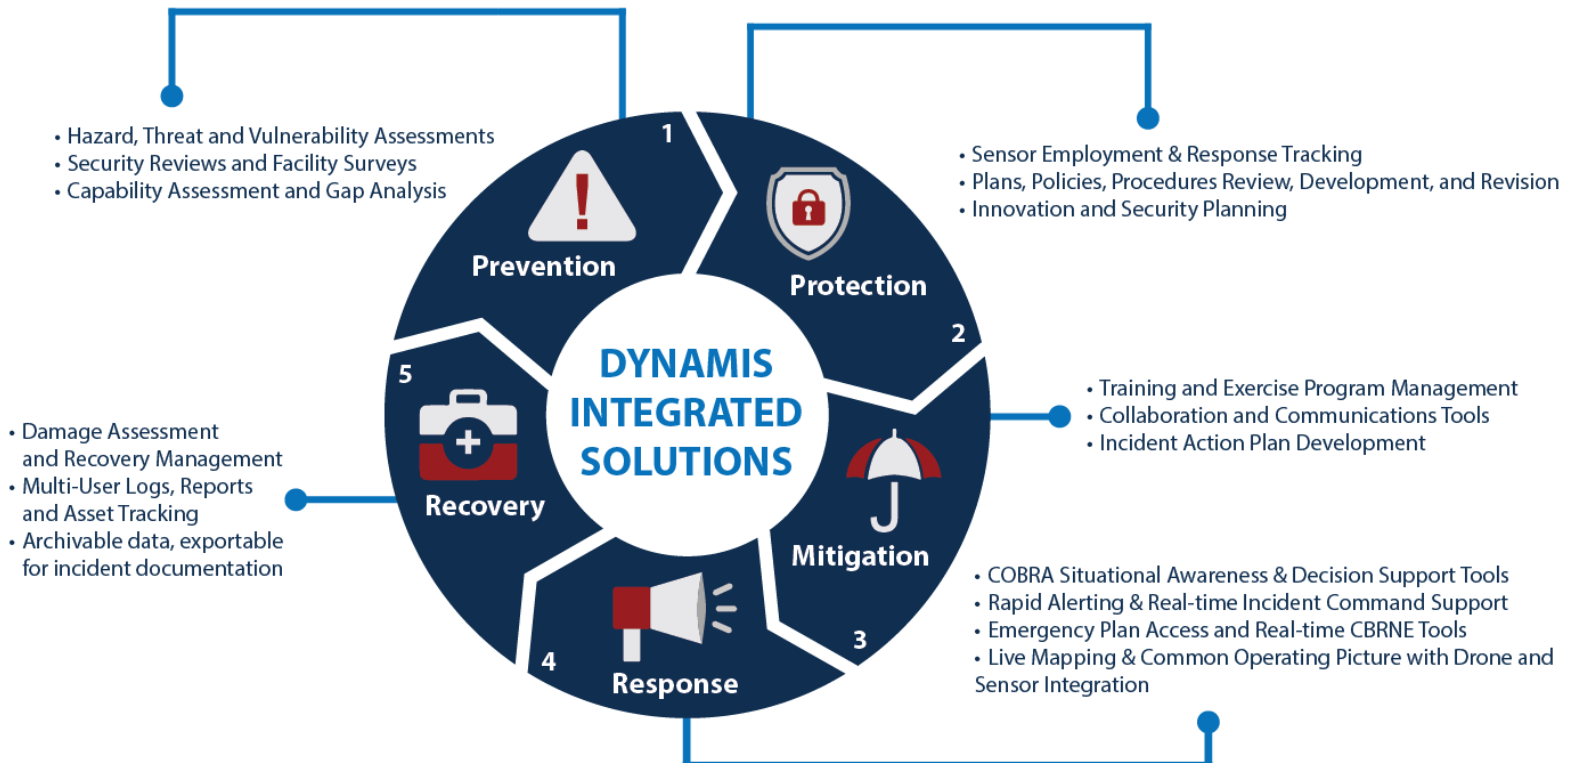 • Hazard, Threat and Vulnerability Assessments
• Security Reviews and Facility Surveys
• Capability Assessment and Gap Analysis
• Sensor Employment & Response Tracking
• Plans, Policies, Procedures Review, Development, and Revision
• Innovation and Security Planning
1
Prevention
Protection
2
DYNAMIS
INTEGRATED
SOLUTIONS
• Training and Exercise Program Management
• Collaboration and Communications Tools
• Incident Action Plan Development
Mitigation
3
• COBRA Situational Awareness & Decision Support Tools
• Rapid Alerting & Real-time Incident Command Support
• Emergency Plan Access and Real-time CBRNE Tools
• Live Mapping & Common Operating Picture with Drone and
Sensor Integration
4
Response
5
Recovery
• Damage Assessment
and Recovery Management
• Multi-User Logs, Reports
and Asset Tracking
• Archivable data, exportable
for incident documentation